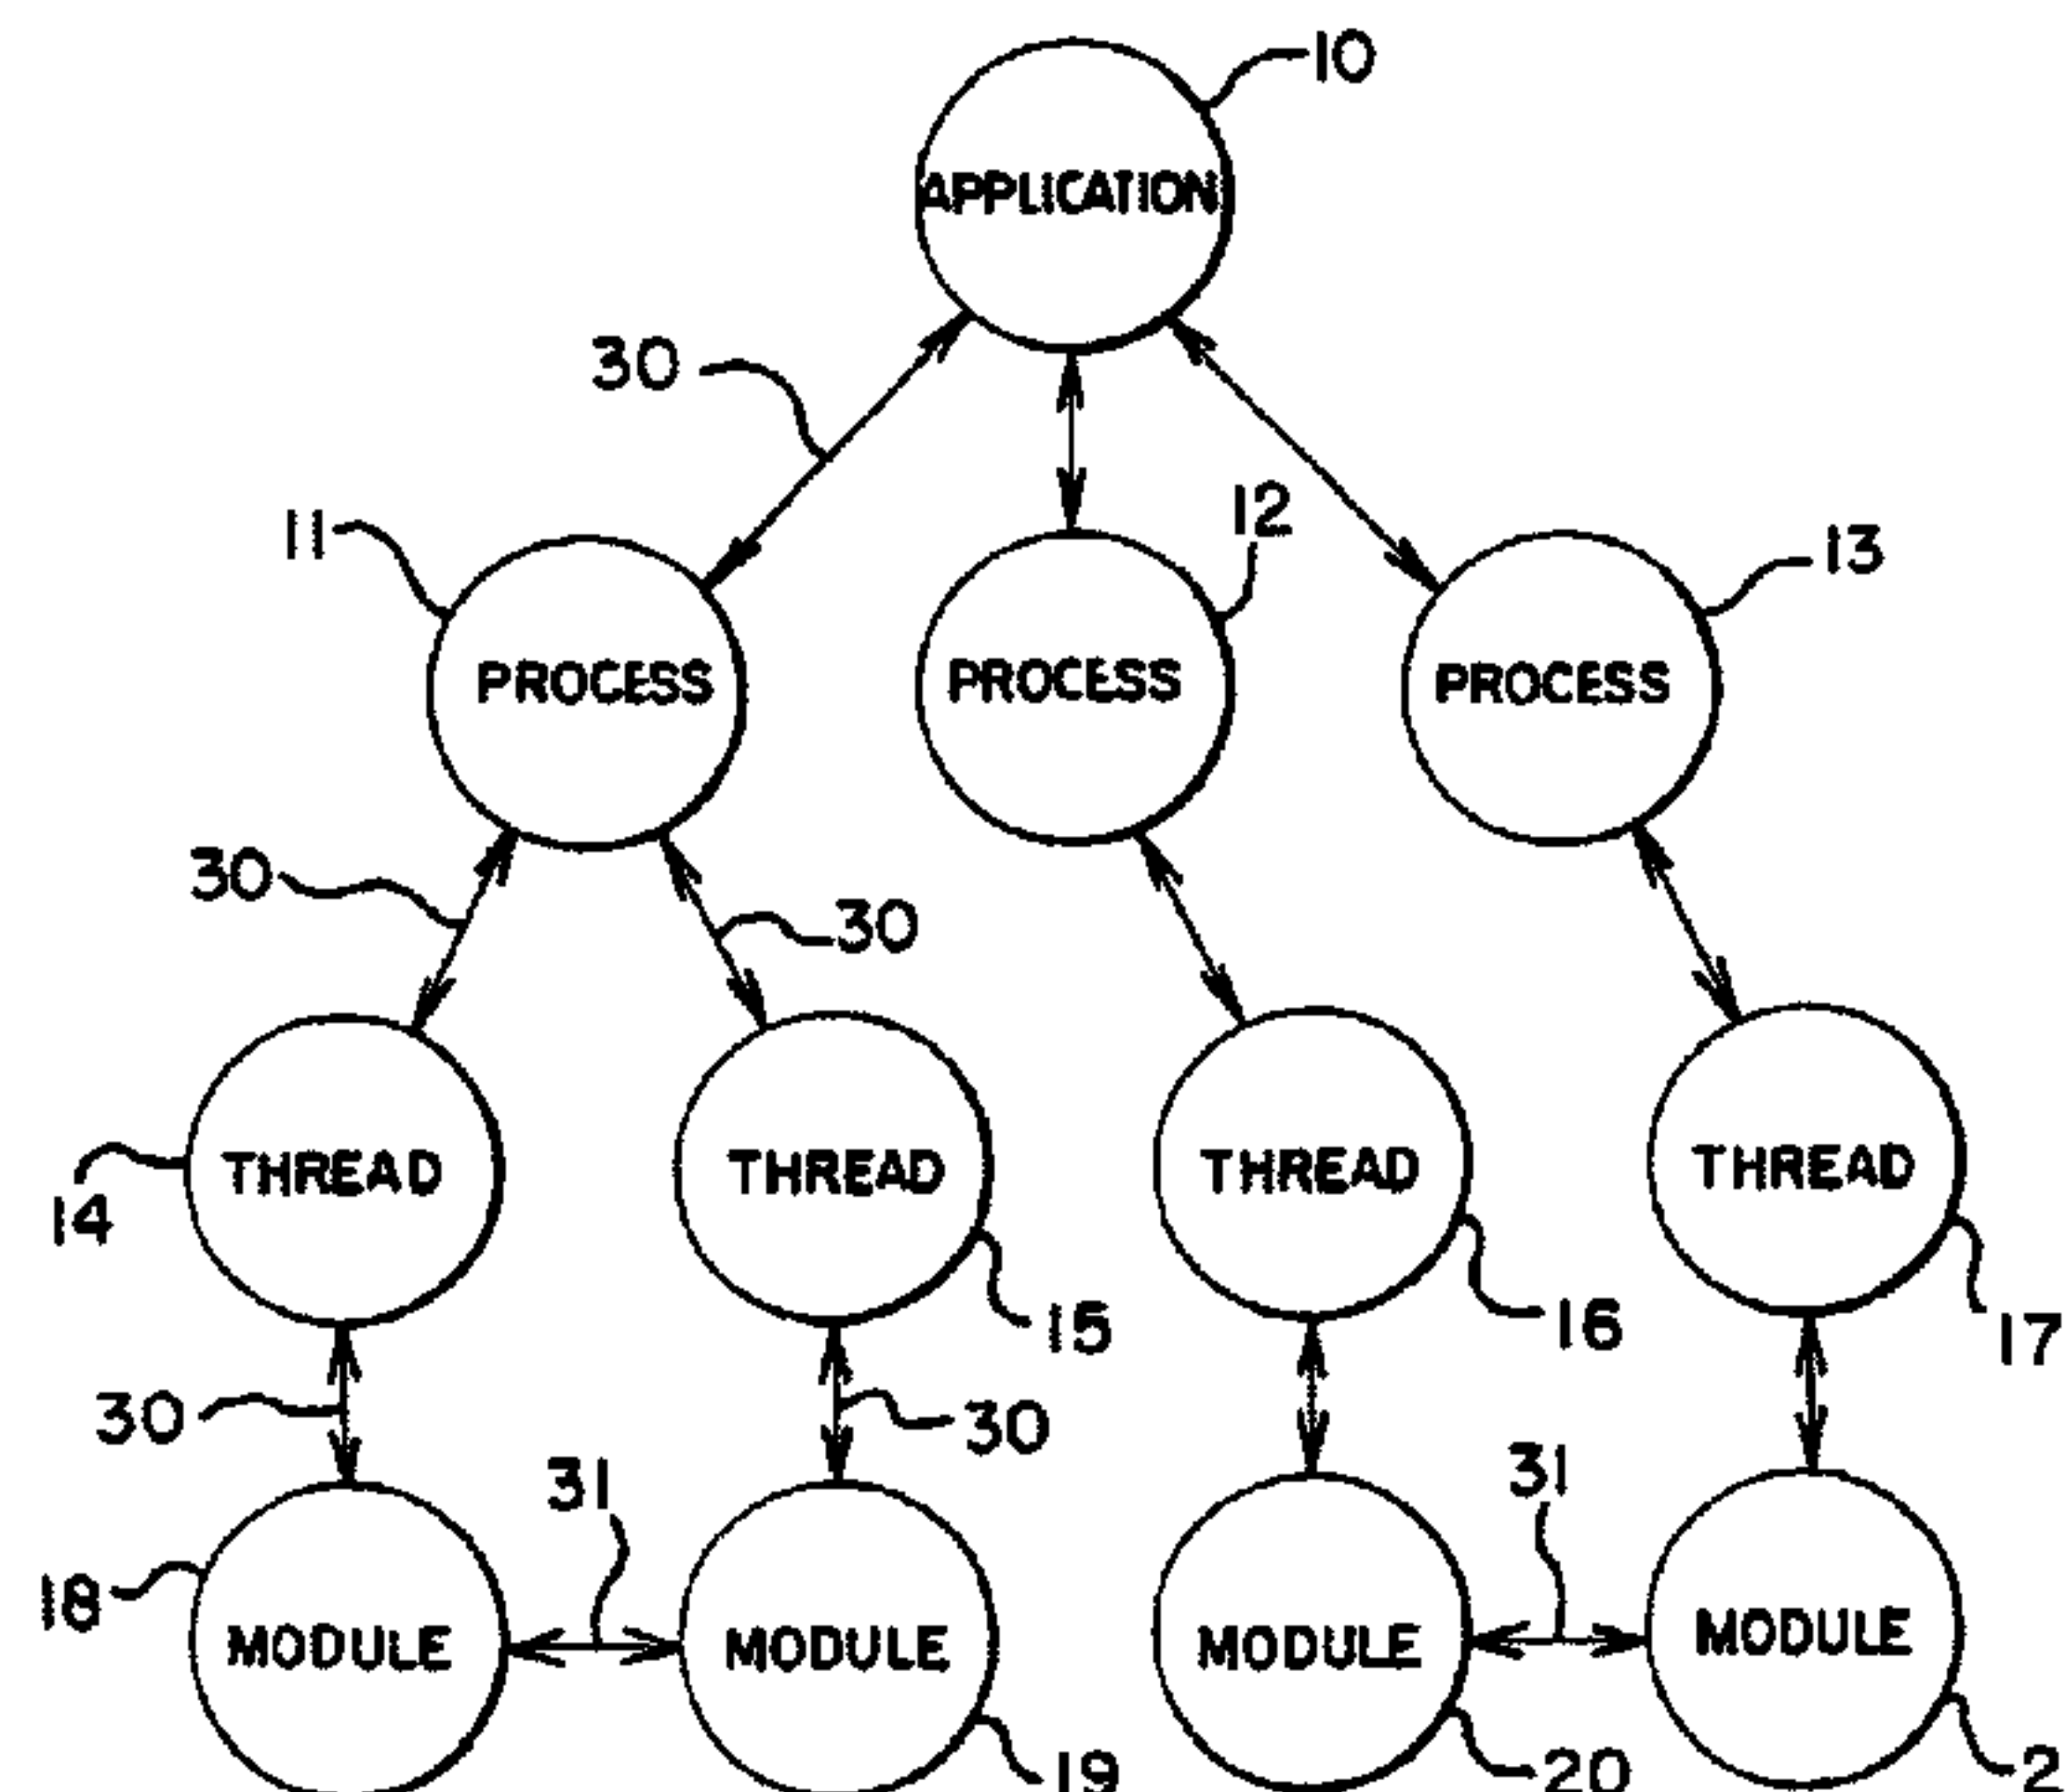 10
APPLICATION
30
11
12
13
PROCESS
PROCESS
PROCESS
30
30
THREAD
THREAD
THREAD
THREAD
14
15
16
17
30
30
31
31
18
MODULE
MODULE
MODULE
MODULE
19
20
2